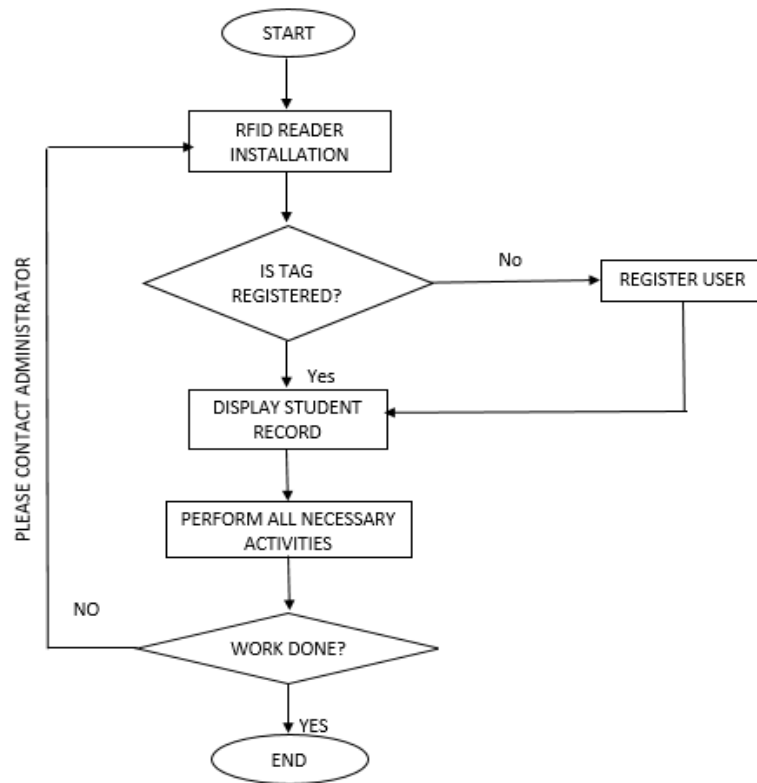 START
RFID READER
INSTALLATION
IS TAG
REGISTERED?
No
REGISTER USER
Yes
DISPLAY STUDENT
RECORD
PERFORM ALL NECESSARY
ACTIVITIES
PLEASE CONTACT ADMINISTRATOR
NO
WORK DONE?
YES
END